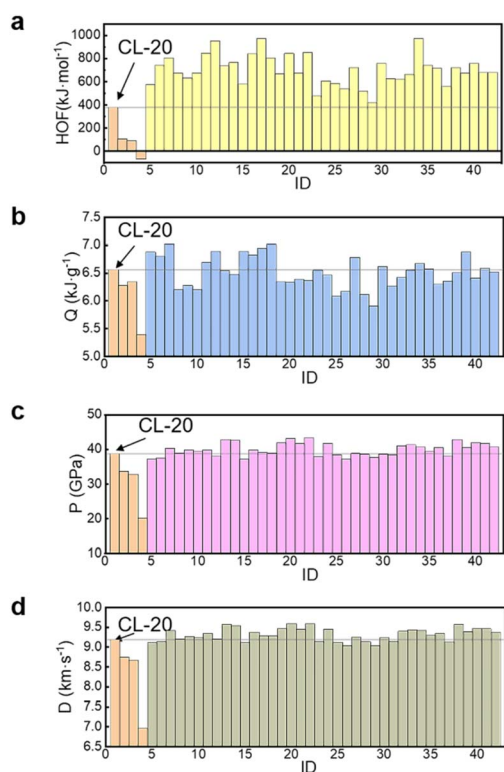 a
1000
800
600
400
200
0
HOF(kJ·mol⁻¹)
CL-20
0 5 10 15 20 25 30 35 40
ID
b
7.5
7.0
6.5
6.0
5.5
5.0
Q (kJ·g⁻¹)
CL-20
0 5 10 15 20 25 30 35 40
ID
c
50
40
30
20
10
P (GPa)
CL-20
0 5 10 15 20 25 30 35 40
ID
d
10.0
9.5
9.0
8.5
8.0
7.5
7.0
6.5
D (km·s⁻¹)
CL-20
0 5 10 15 20 25 30 35 40
ID